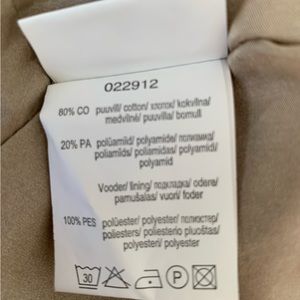 022912
80% CO puuvill/ cotton/ хлопок/ kokvilna/
medvilnė/ puuvilla/ bomull
20% PA polüamiid/ polyamide/ полиамид/
poliamīds/ poliamidas/ polyamidi/
polyamid
Vooder/ lining/ подкладка/ odere/
pamušalas/ vuori/ foder
100% PES polüester/ polyester/ полиэстер/
poliesters/ poliesterio pluoštas/
polyesteri/ polyester
30 P